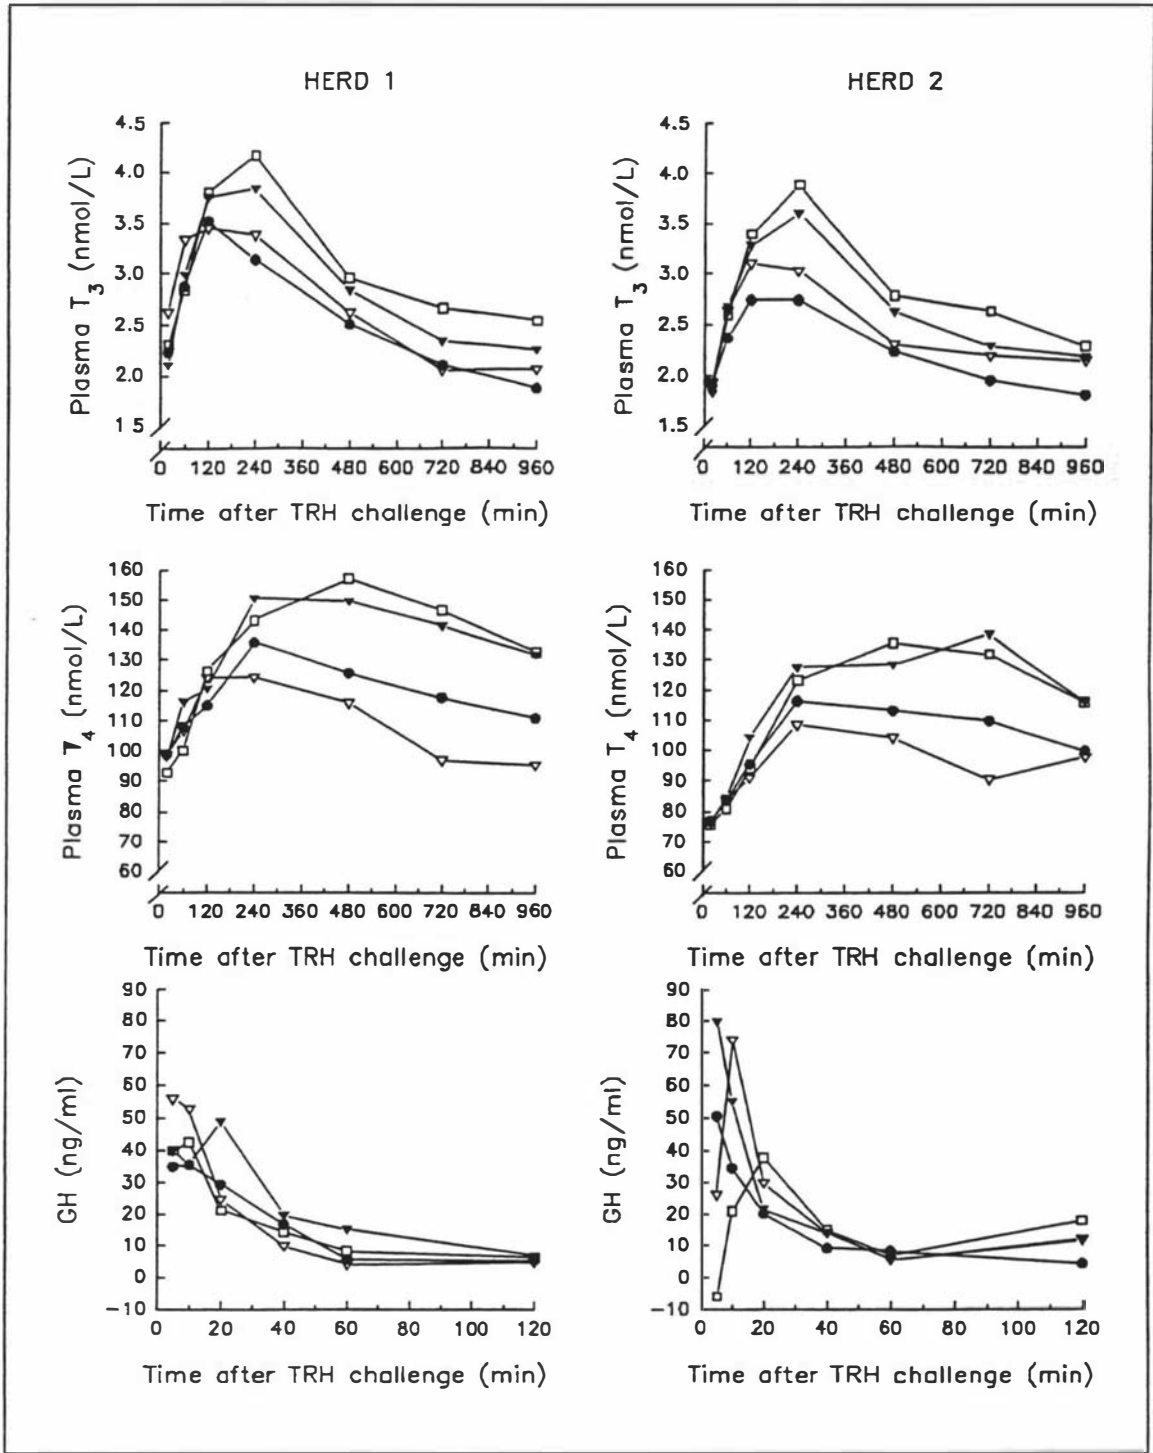 HERD 1
HERD 2
4.5
4.0
3.5
3.0
2.5
2.0
1.5
Plasma T3 (nmol/L)
0 120 240 360 480 600 720 840 960
Time after TRH challenge (min)
4.5
4.0
3.5
3.0
2.5
2.0
1.5
Plasma T3 (nmol/L)
0 120 240 360 480 600 720 840 960
Time after TRH challenge (min)
160
150
140
130
120
110
100
90
80
70
60
Plasma T4 (nmol/L)
0 120 240 360 480 600 720 840 960
Time after TRH challenge (min)
160
150
140
130
120
110
100
90
80
70
60
Plasma T4 (nmol/L)
0 120 240 360 480 600 720 840 960
Time after TRH challenge (min)
90
80
70
60
50
40
30
20
10
0
-10
GH (ng/ml)
0 20 40 60 80 100 120
Time after TRH challenge (min)
90
80
70
60
50
40
30
20
10
0
-10
GH (ng/ml)
0 20 40 60 80 100 120
Time after TRH challenge (min)